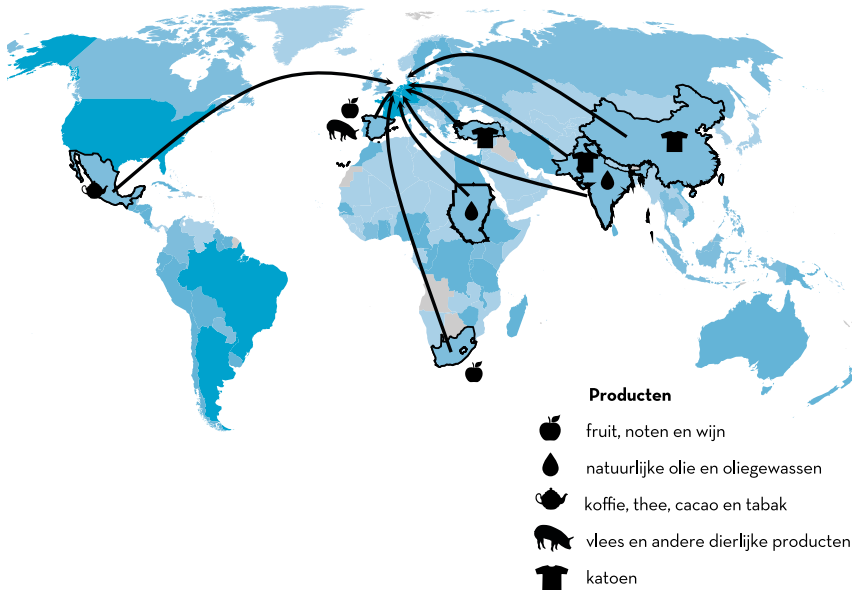 Producten
fruit, noten en wijn
natuurlijke olie en oliegewassen
koffie, thee, cacao en tabak
vlees en andere dierlijke producten
katoen